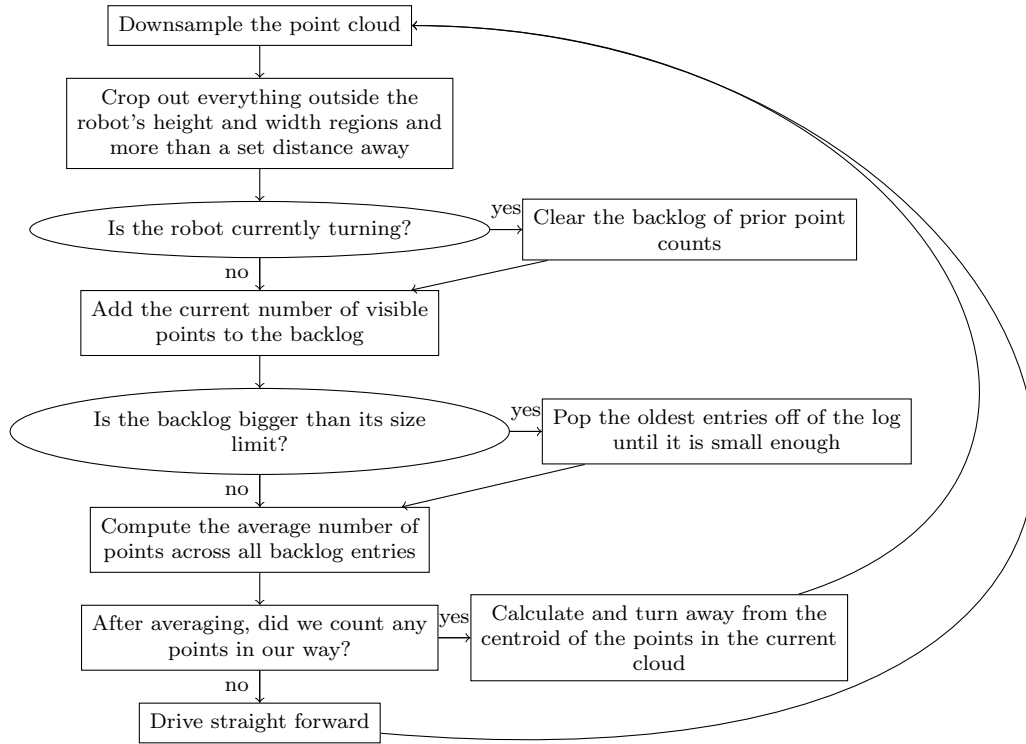 Downsample the point cloud
Crop out everything outside the
robot's height and width regions and
more than a set distance away
Is the robot currently turning?
yes
Clear the backlog of prior point
counts
no
Add the current number of visible
points to the backlog
Is the backlog bigger than its size
limit?
yes
Pop the oldest entries off of the log
until it is small enough
no
Compute the average number of
points across all backlog entries
After averaging, did we count any
points in our way?
yes
Calculate and turn away from the
centroid of the points in the current
cloud
no
Drive straight forward